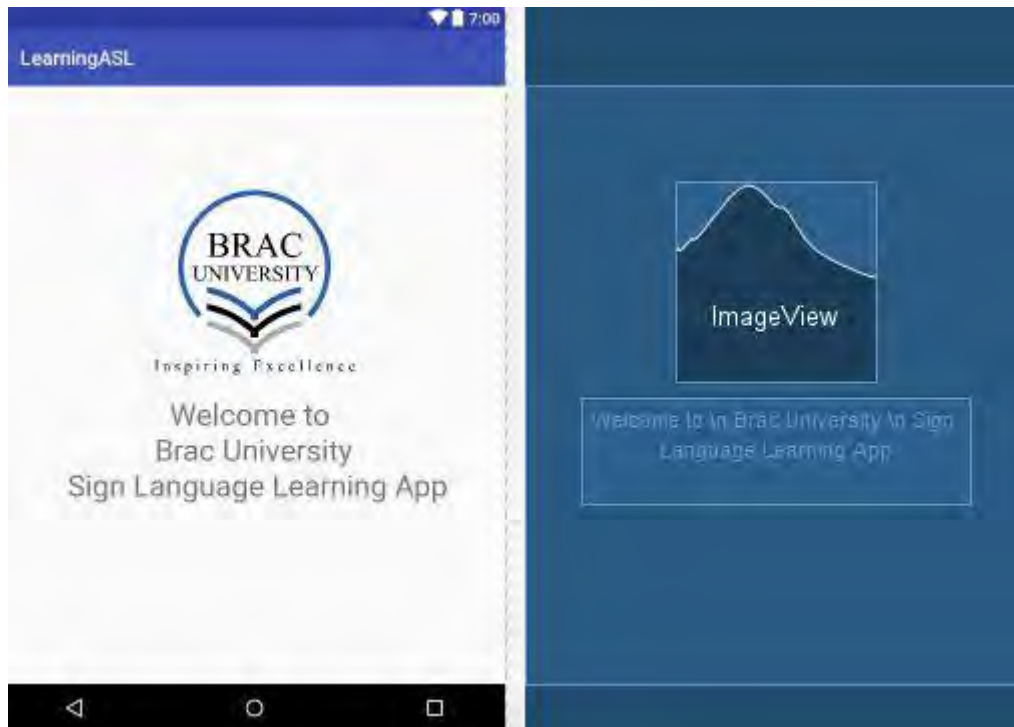 7:00
LearningASL
BRAC
UNIVERSITY
Inspiring Excellence
Welcome to
Brac University
Sign Language Learning App
ImageView
Welcome to \n Brac University \n Sign
Language Learning App